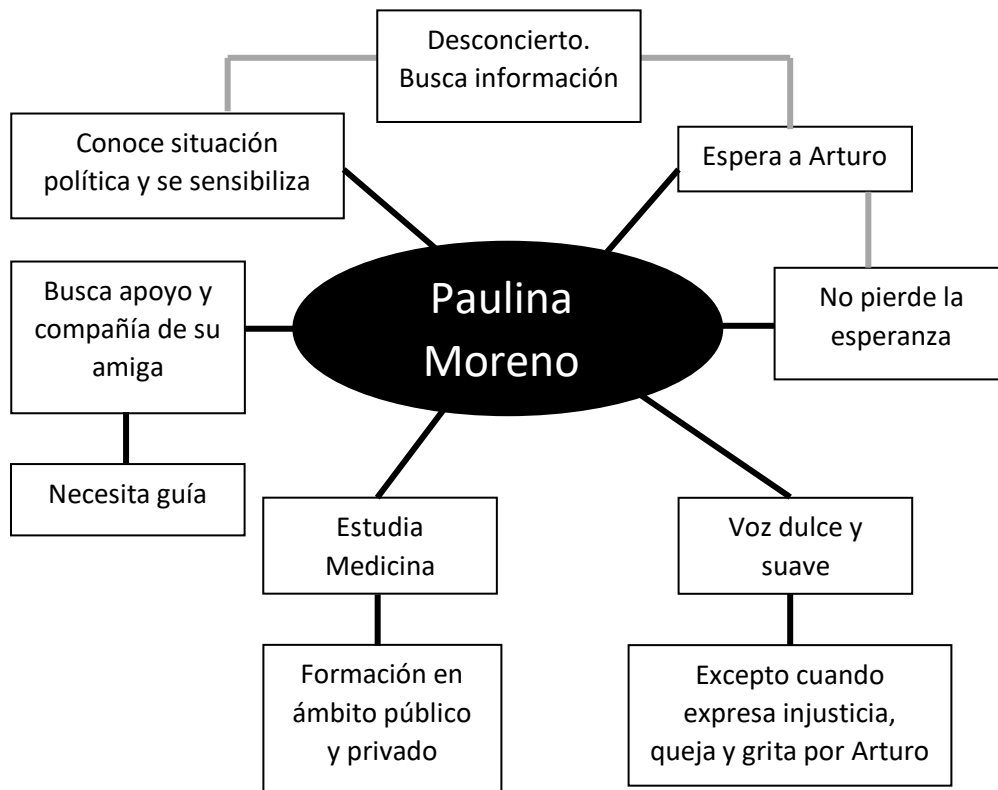 Desconcierto.
Busca información
Conoce situación
política y se sensibiliza
Espera a Arturo
Busca apoyo y
compañía de su
amiga
Paulina
Moreno
No pierde la
esperanza
Necesita guía
Estudia
Medicina
Voz dulce y
suave
Formación en
ámbito público
y privado
Excepto cuando
expresa injusticia,
queja y grita por Arturo